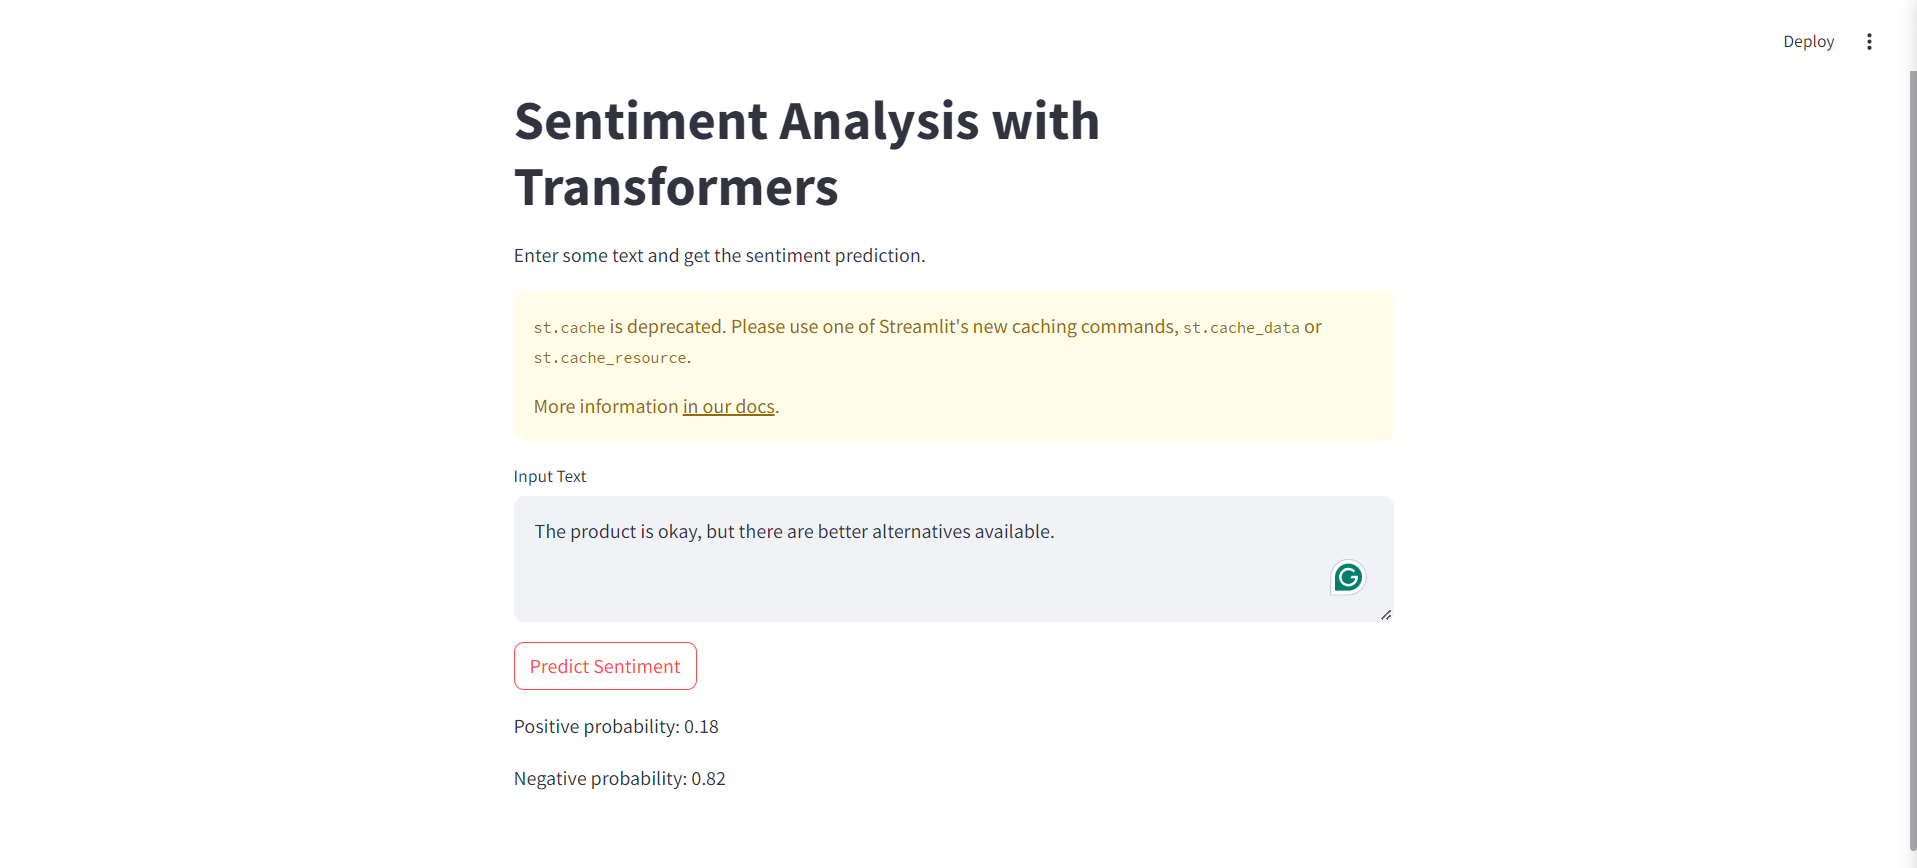 Deploy
Sentiment Analysis with
Transformers
Enter some text and get the sentiment prediction.
st.cache is deprecated. Please use one of Streamlit's new caching commands, st.cache_data or
st.cache_resource.
More information in our docs.
Input Text
The product is okay, but there are better alternatives available.
G
Predict Sentiment
Positive probability: 0.18
Negative probability: 0.82